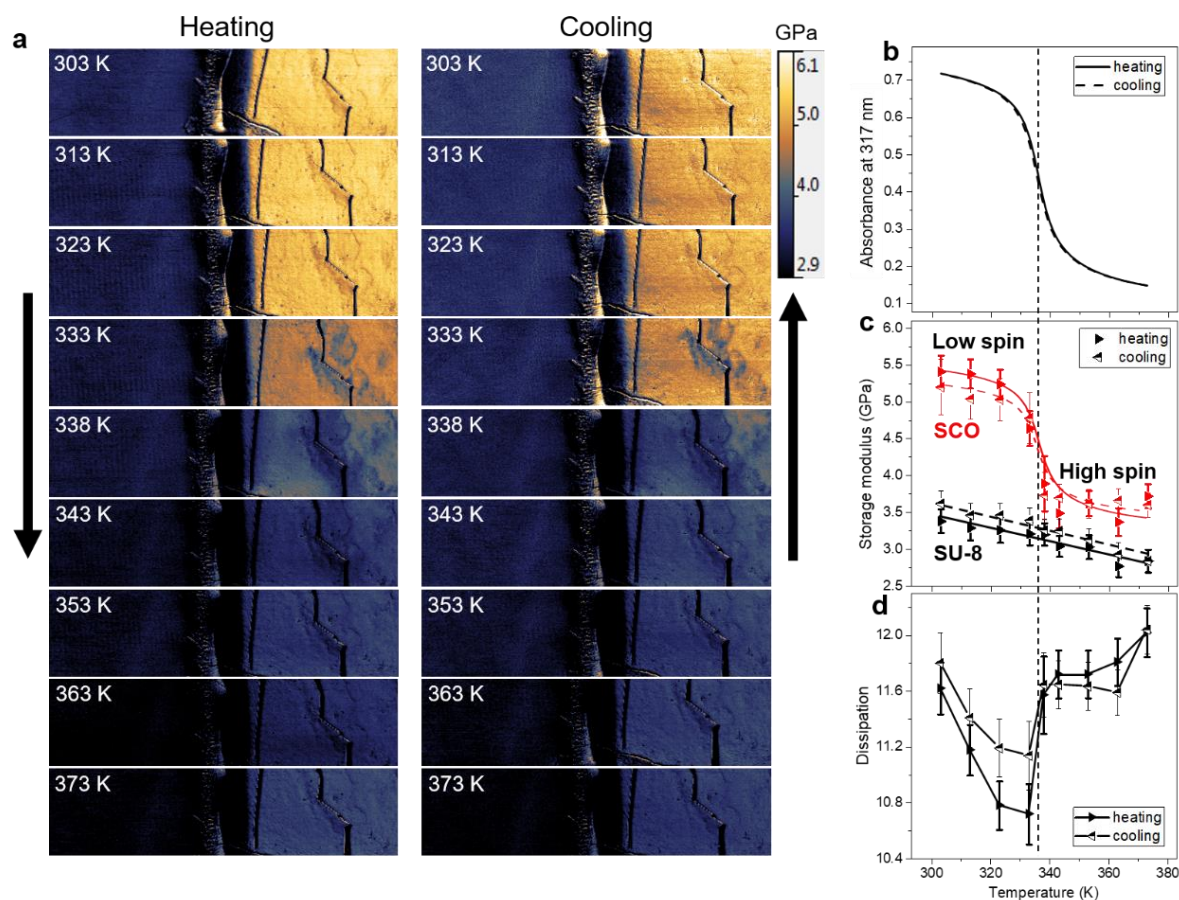 Heating
Cooling
GPa
a
303 K
313 K
323 K
333 K
338 K
343 K
353 K
363 K
373 K
303 K
313 K
323 K
333 K
338 K
343 K
353 K
363 K
373 K
6.1
5.0
4.0
2.9
b
heating
cooling
0.7
0.6
0.5
0.4
0.3
0.2
0.1
Absorbance at 317 nm
c
heating
cooling
Low spin
SCO
High spin
SU-8
6.0
5.5
5.0
4.5
4.0
3.5
3.0
2.5
Storage modulus (GPa)
d
heating
cooling
12.0
11.6
11.2
10.8
10.4
Dissipation
300 320 340 360 380
Temperature (K)